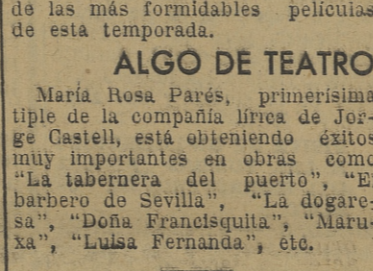 de las más formidables películas
de esta temporada.
ALGO DE TEATRO
María Rosa Parés, primerísima
tiple de la compañía lírica de Jor-
ge Castell, está obteniendo éxitos
muy importantes en obras como
"La tabernera del puerto", "El
barbero de Sevilla", "La dogare-
sa", "Doña Francisquita", "Maru-
xa", "Luisa Fernanda", etc.